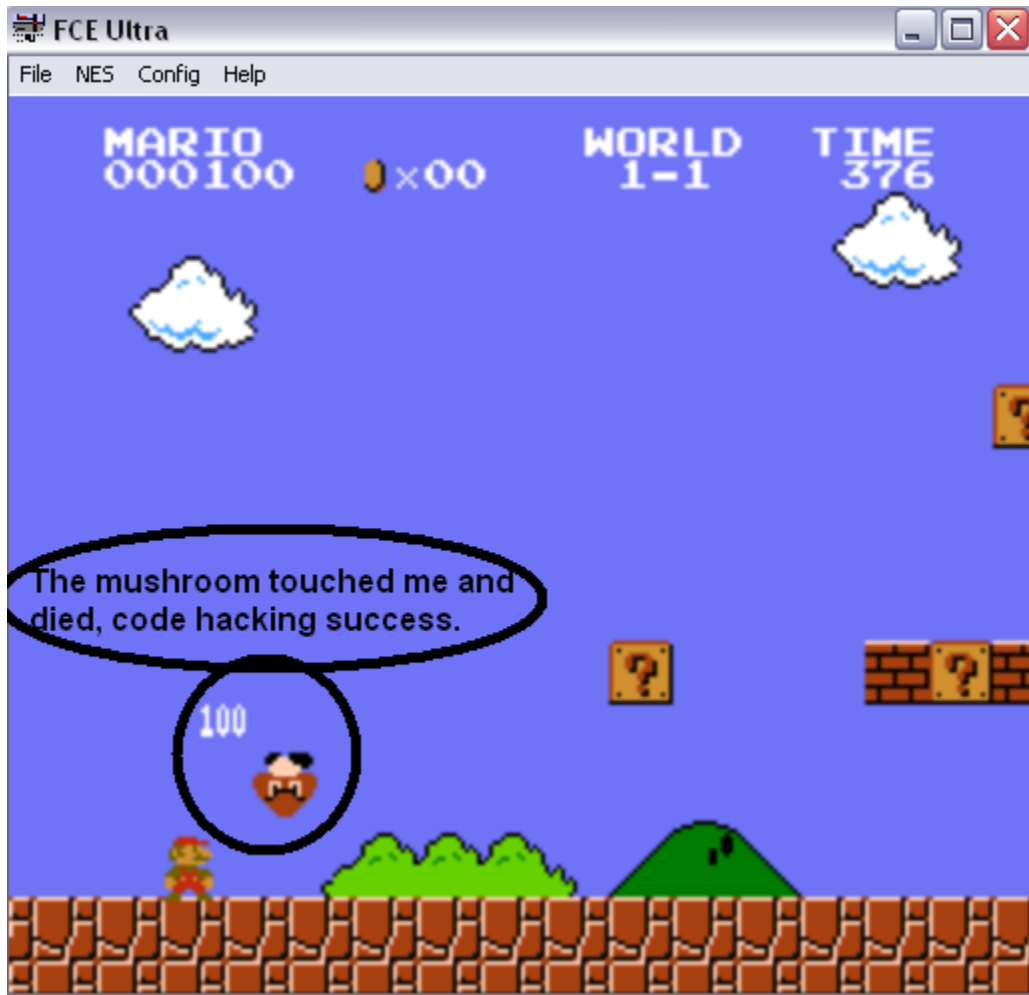 FCE Ultra
File NES Config Help
MARIO WORLD TIME
000100 ×00 1-1 376
?
The mushroom touched me and
died, code hacking success.
? ?
100